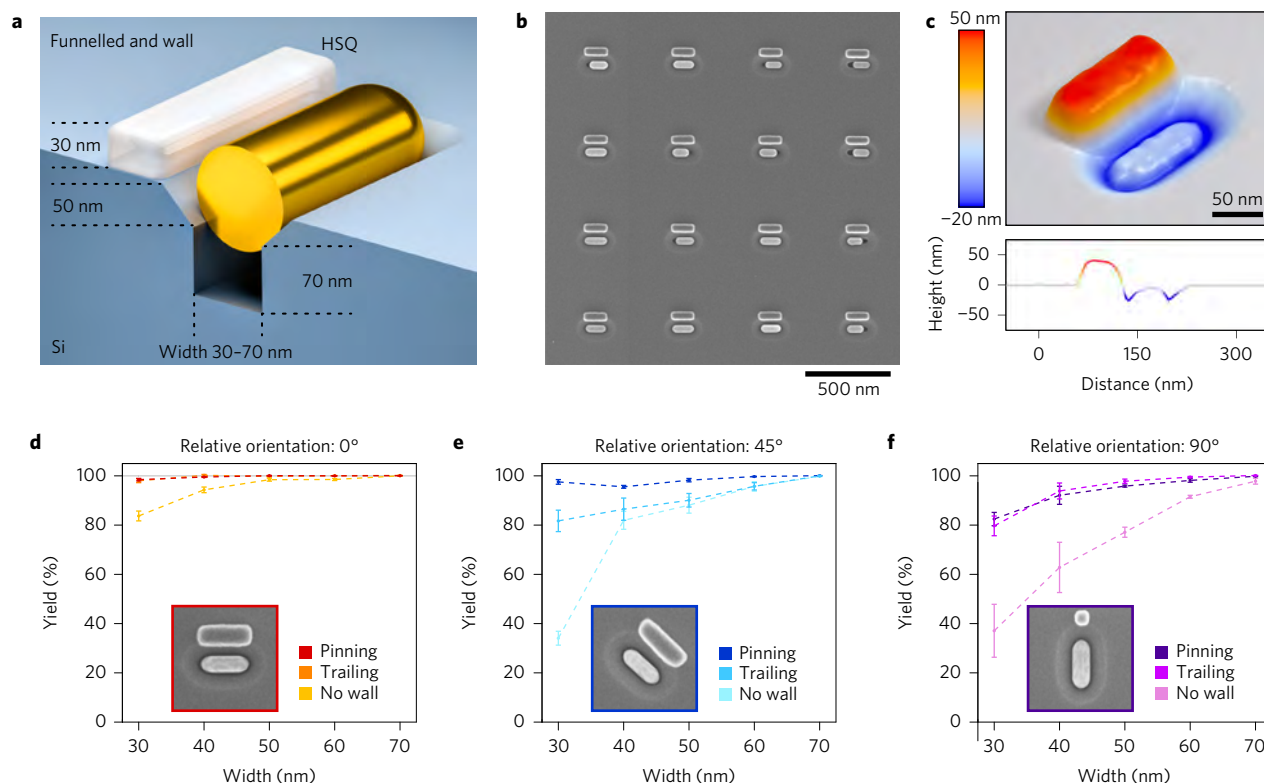 a
Funnelled and wall
HSQ
30 nm
50 nm
70 nm
Width 30–70 nm
Si
b
500 nm
c
50 nm
−20 nm
50 nm
Height (nm)
50
0
−50
0
150
300
Distance (nm)
d
Relative orientation: 0°
Yield (%)
100
80
60
40
20
0
Pinning
Trailing
No wall
30
40
50
60
70
Width (nm)
e
Relative orientation: 45°
Yield (%)
100
80
60
40
20
0
Pinning
Trailing
No wall
30
40
50
60
70
Width (nm)
f
Relative orientation: 90°
Yield (%)
100
80
60
40
20
0
Pinning
Trailing
No wall
30
40
50
60
70
Width (nm)